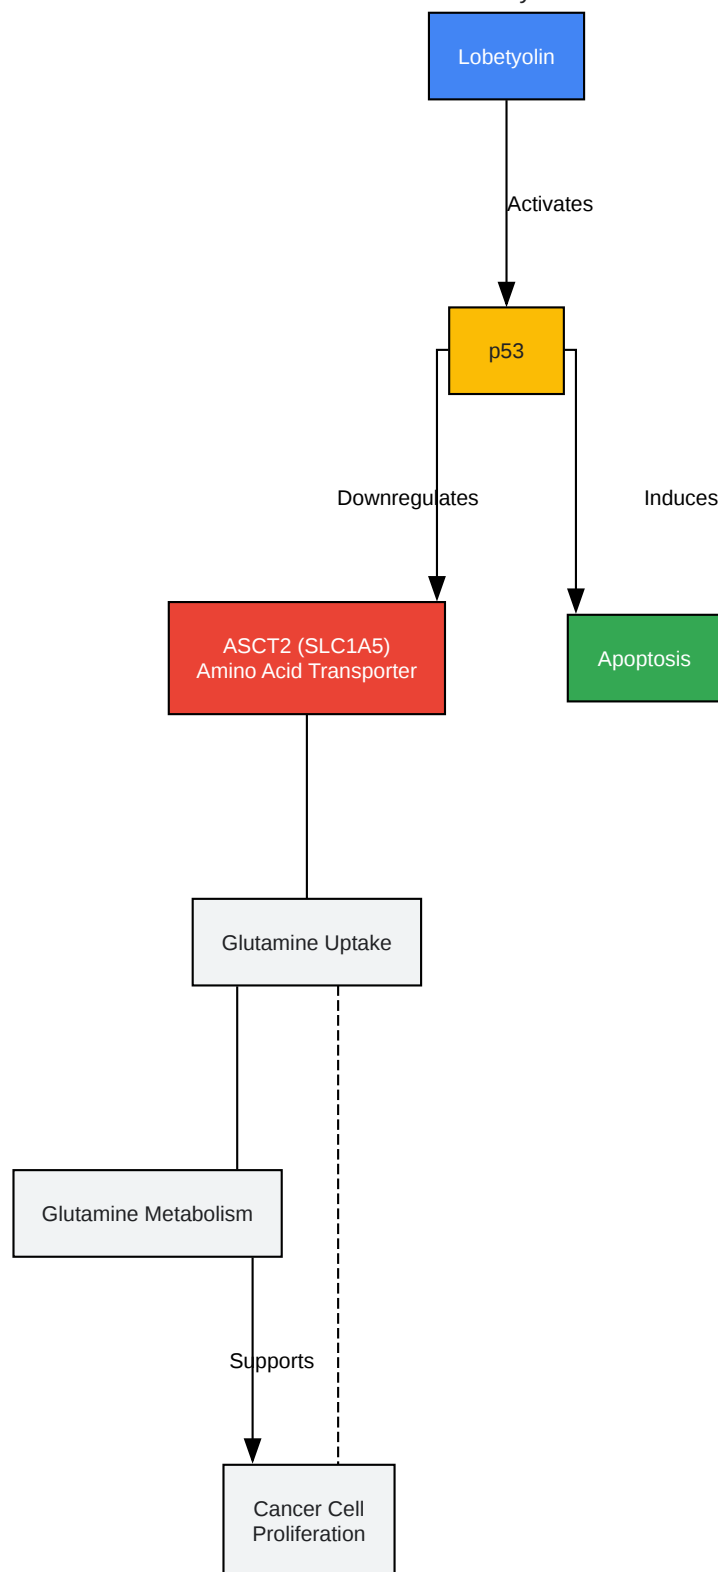 Lobetyolin
Activates
p53
Downregulates
Induces
ASCT2 (SLC1A5)
Amino Acid Transporter
Apoptosis
Glutamine Uptake
Glutamine Metabolism
Supports
Cancer Cell
Proliferation